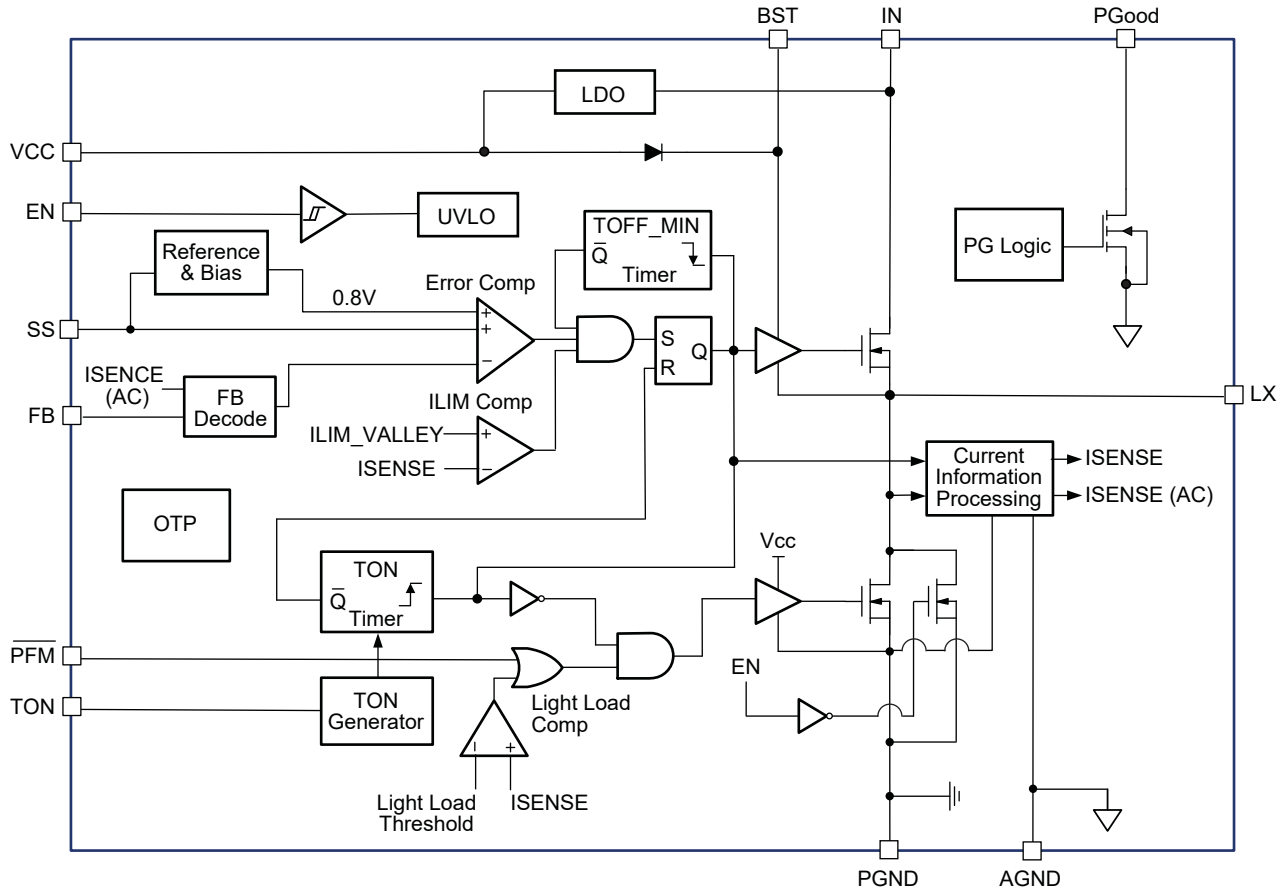 BST
IN
PGood
LDO
VCC
EN
UVLO
TOFF_MIN
Q̅
Timer
Reference
& Bias
Error Comp
PG Logic
0.8V
+
SS
+
−
S
R
Q
ISENCE
(AC)
FB
Decode
FB
LX
ILIM Comp
ILIM_VALLEY
+
ISENSE
−
Current
Information
Processing
ISENSE
ISENSE (AC)
OTP
Vcc
TON
Q̅
Timer
P̅F̅M̅
EN
TON
TON
Generator
Light Load
Comp
−
+
Light Load
Threshold
ISENSE
PGND
AGND